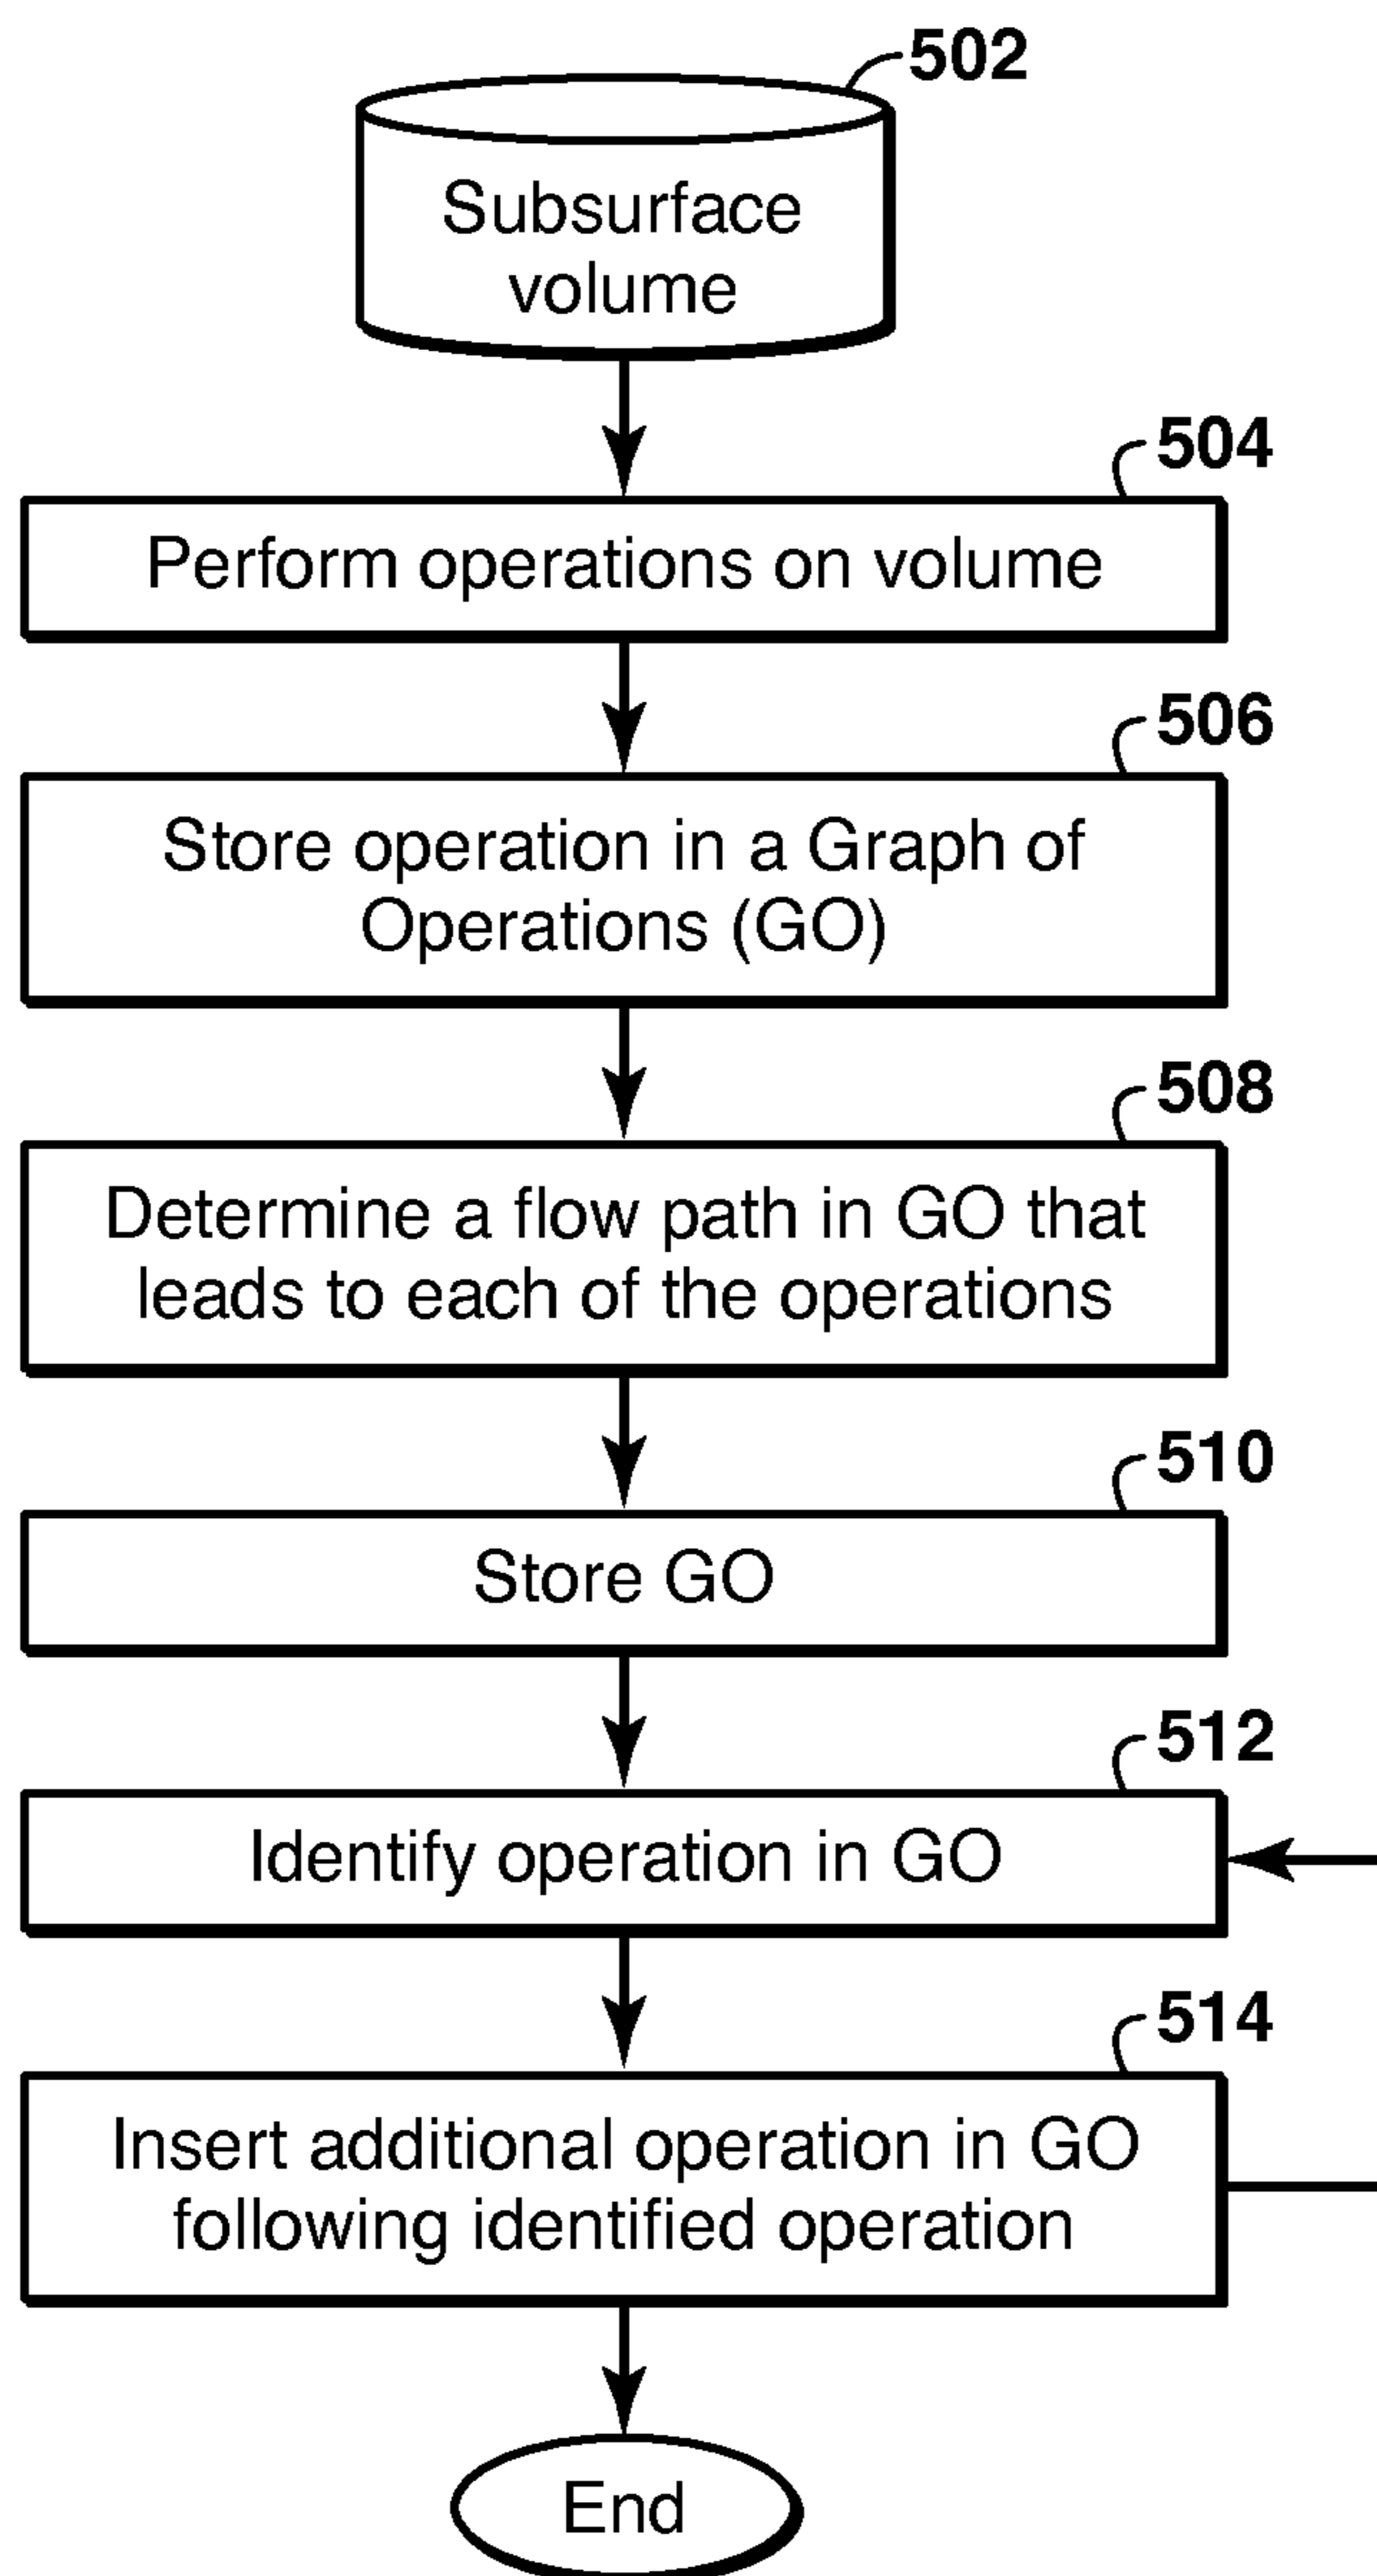 502
Subsurface
volume
504
Perform operations on volume
506
Store operation in a Graph of
Operations (GO)
508
Determine a flow path in GO that
leads to each of the operations
510
Store GO
512
Identify operation in GO
514
Insert additional operation in GO
following identified operation
End